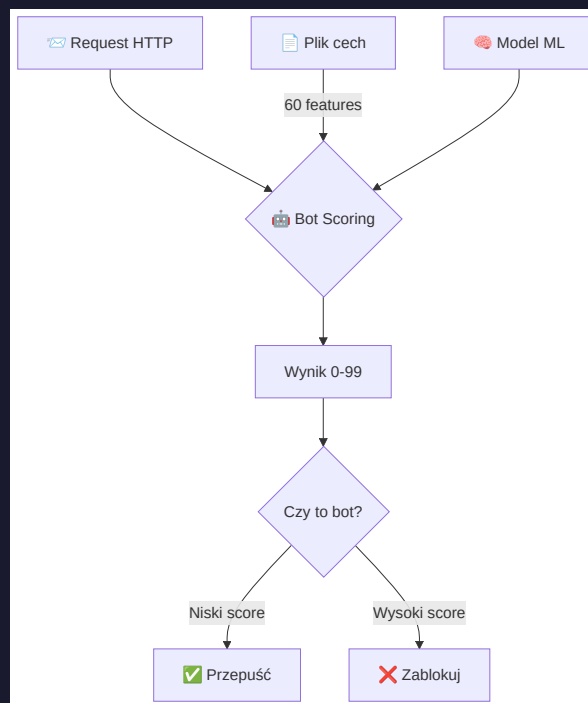 📨 Request HTTP
📄 Plik cech
🧠 Model ML
60 features
🤖 Bot Scoring
Wynik 0-99
Czy to bot?
Niski score
Wysoki score
✅ Przepuść
❌ Zablokuj